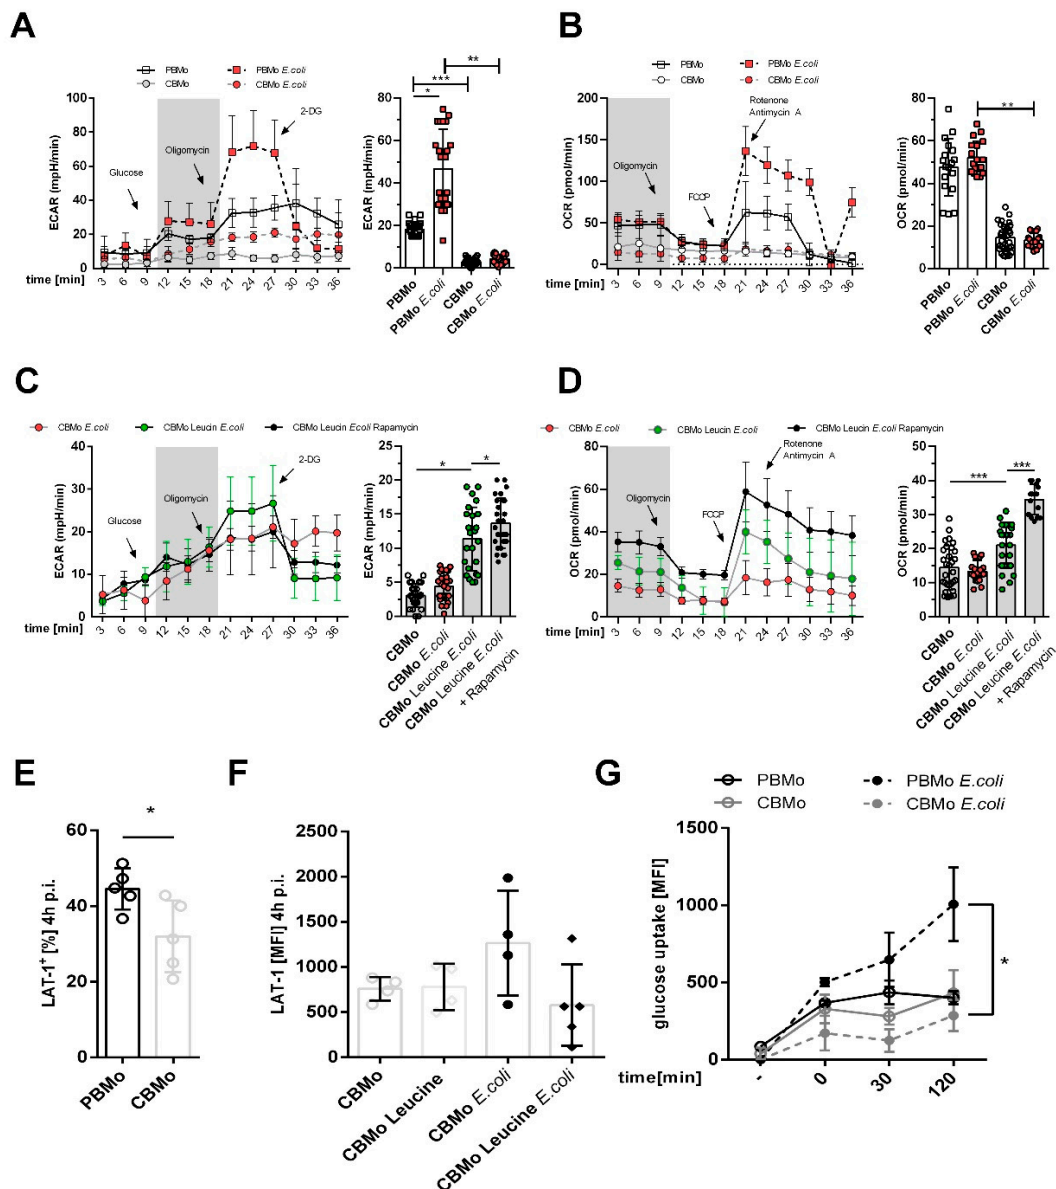 A
PBMo
PBMo E.coli
CBMo
CBMo E.coli
ECAR (mpH/min)
100
80
60
40
20
0
Glucose
Oligomycin
2-DG
time [min]
3 6 9 12 15 18 21 24 27 30 33 36
ECAR (mpH/min)
80
60
40
20
0
*
***
**
PBMo
PBMo E.coli
CBMo
CBMo E.coli
B
PBMo
PBMo E.coli
CBMo
CBMo E.coli
OCR (pmol/min)
200
150
100
50
0
Oligomycin
FCCP
Rotenone
Antimycin A
time [min]
3 6 9 12 15 18 21 24 27 30 33 36
OCR (pmol/min)
80
60
40
20
0
**
PBMo
PBMo E.coli
CBMo
CBMo E.coli
C
CBMo E.coli
CBMo Leucin E.coli
CBMo Leucin Ecoli Rapamycin
ECAR (mpH/min)
40
30
20
10
0
Glucose
Oligomycin
2-DG
time [min]
3 6 9 12 15 18 21 24 27 30 33 36
ECAR (mpH/min)
25
20
15
10
5
0
*
*
CBMo
CBMo E.coli
CBMo Leucine E.coli
CBMo Leucine E.coli
+ Rapamycin
D
CBMo E.coli
CBMo Leucin E.coli
CBMo Leucin E.coli Rapamycin
OCR (pmol/min)
80
60
40
20
0
Oligomycin
FCCP
Rotenone
Antimycin A
time [min]
3 6 9 12 15 18 21 24 27 30 33 36
OCR (pmol/min)
50
40
30
20
10
0
***
***
CBMo
CBMo E.coli
CBMo Leucine E.coli
CBMo Leucine E.coli
+ Rapamycin
E
LAT-1+ [%] 4h p.i.
60
40
20
0
*
PBMo
CBMo
F
LAT-1 [MFI] 4h p.i.
2500
2000
1500
1000
500
0
CBMo
CBMo Leucine
CBMo E.coli
CBMo Leucine E.coli
G
PBMo
PBMo E.coli
CBMo
CBMo E.coli
glucose uptake [MFI]
1500
1000
500
0
*
time[min]
- 0 30 120